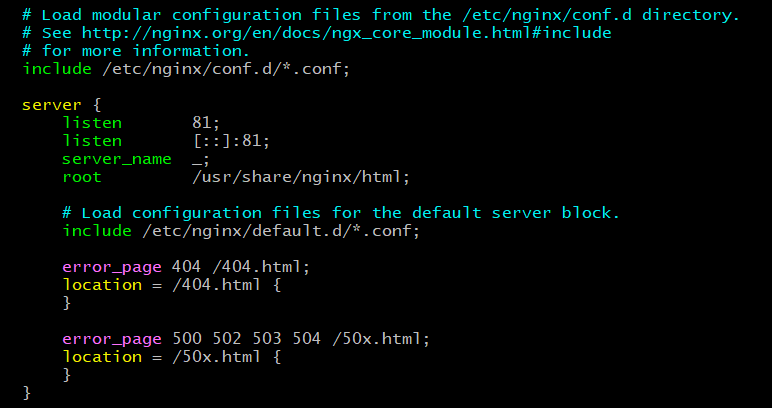 # Load modular configuration files from the /etc/nginx/conf.d directory.
# See http://nginx.org/en/docs/ngx_core_module.html#include
# for more information.
include /etc/nginx/conf.d/*.conf;

server {
    listen       81;
    listen       [::]:81;
    server_name  _;
    root         /usr/share/nginx/html;

    # Load configuration files for the default server block.
    include /etc/nginx/default.d/*.conf;

    error_page 404 /404.html;
    location = /404.html {
    }

    error_page 500 502 503 504 /50x.html;
    location = /50x.html {
    }
}